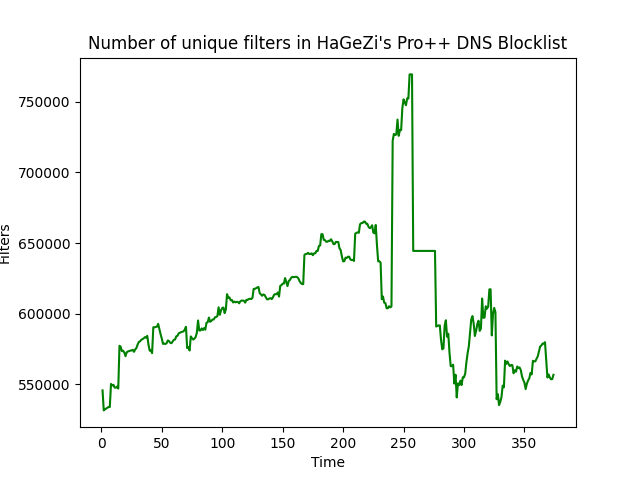 Number of unique filters in HaGeZi's Pro++ DNS Blocklist
Filters
750000
700000
650000
600000
550000
0 50 100 150 200 250 300 350
Time